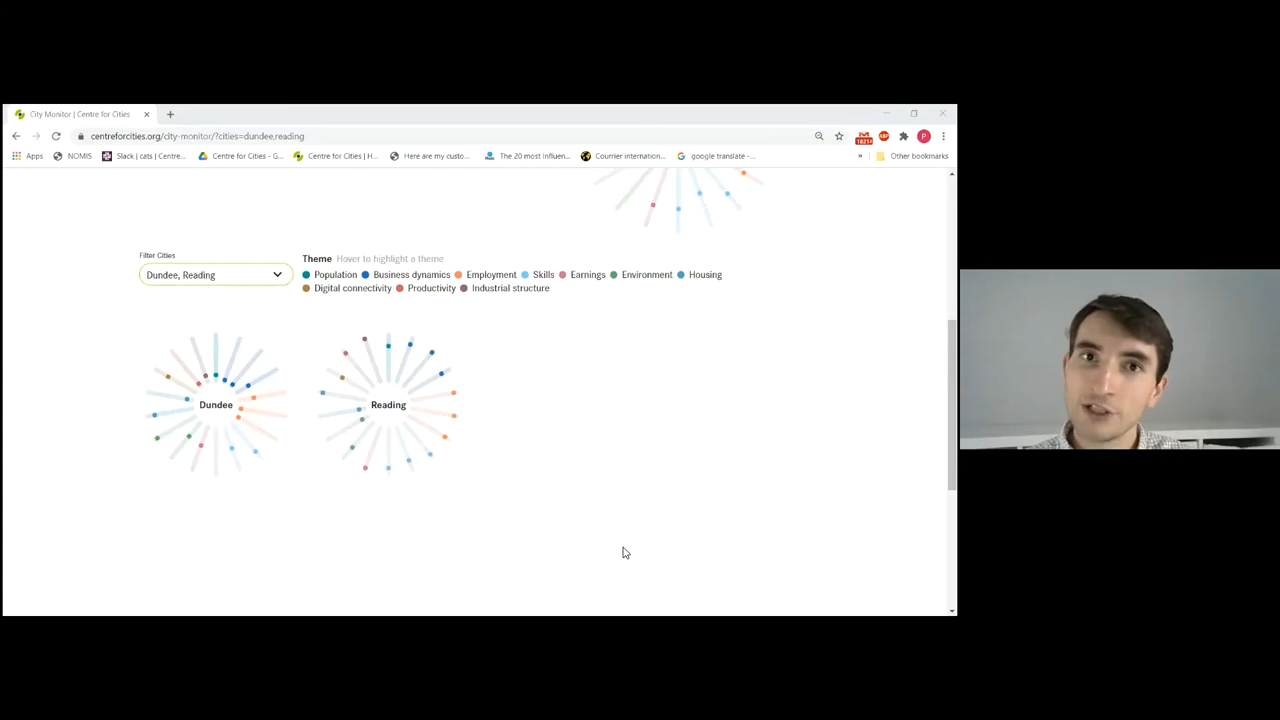 City Monitor | Centre for Cities
centreforcities.org/city-monitor/?cities=dundee,reading
Apps NOMIS Slack | cats | Centre... Centre for Cities - G... Centre for Cities | H... Here are my custo... The 20 most Influen... Courrier internation... google translate -... » Other bookmarks
Filter Cities
Dundee, Reading
Theme Hover to highlight a theme
Population Business dynamics Employment Skills Earnings Environment Housing
Digital connectivity Productivity Industrial structure
Dundee Reading